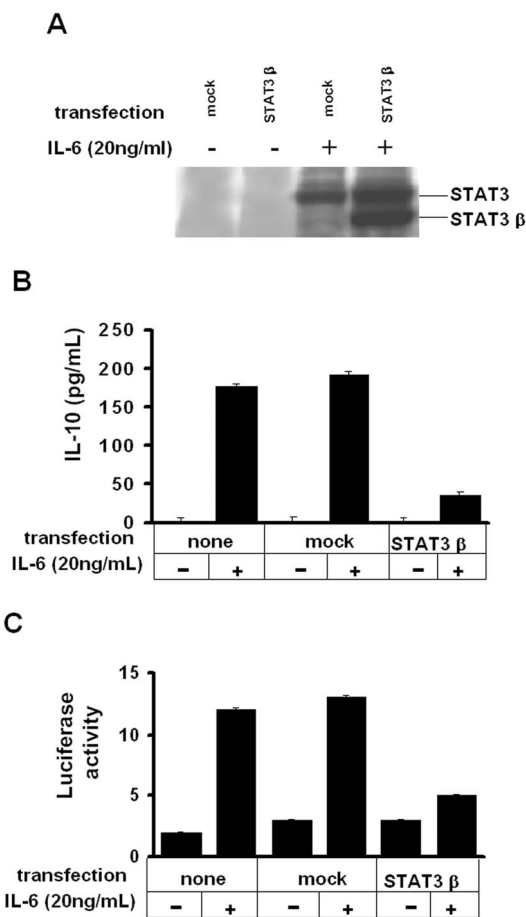 A
transfection mock STAT3 β mock STAT3 β
IL-6 (20ng/ml) - - + +
STAT3
STAT3 β
B
IL-10 (pg/mL)
250
200
150
100
50
0
transfection none mock STAT3 β
IL-6 (20ng/mL) - + - + - +
C
Luciferase
activity
15
10
5
0
transfection none mock STAT3 β
IL-6 (20ng/mL) - + - + - +